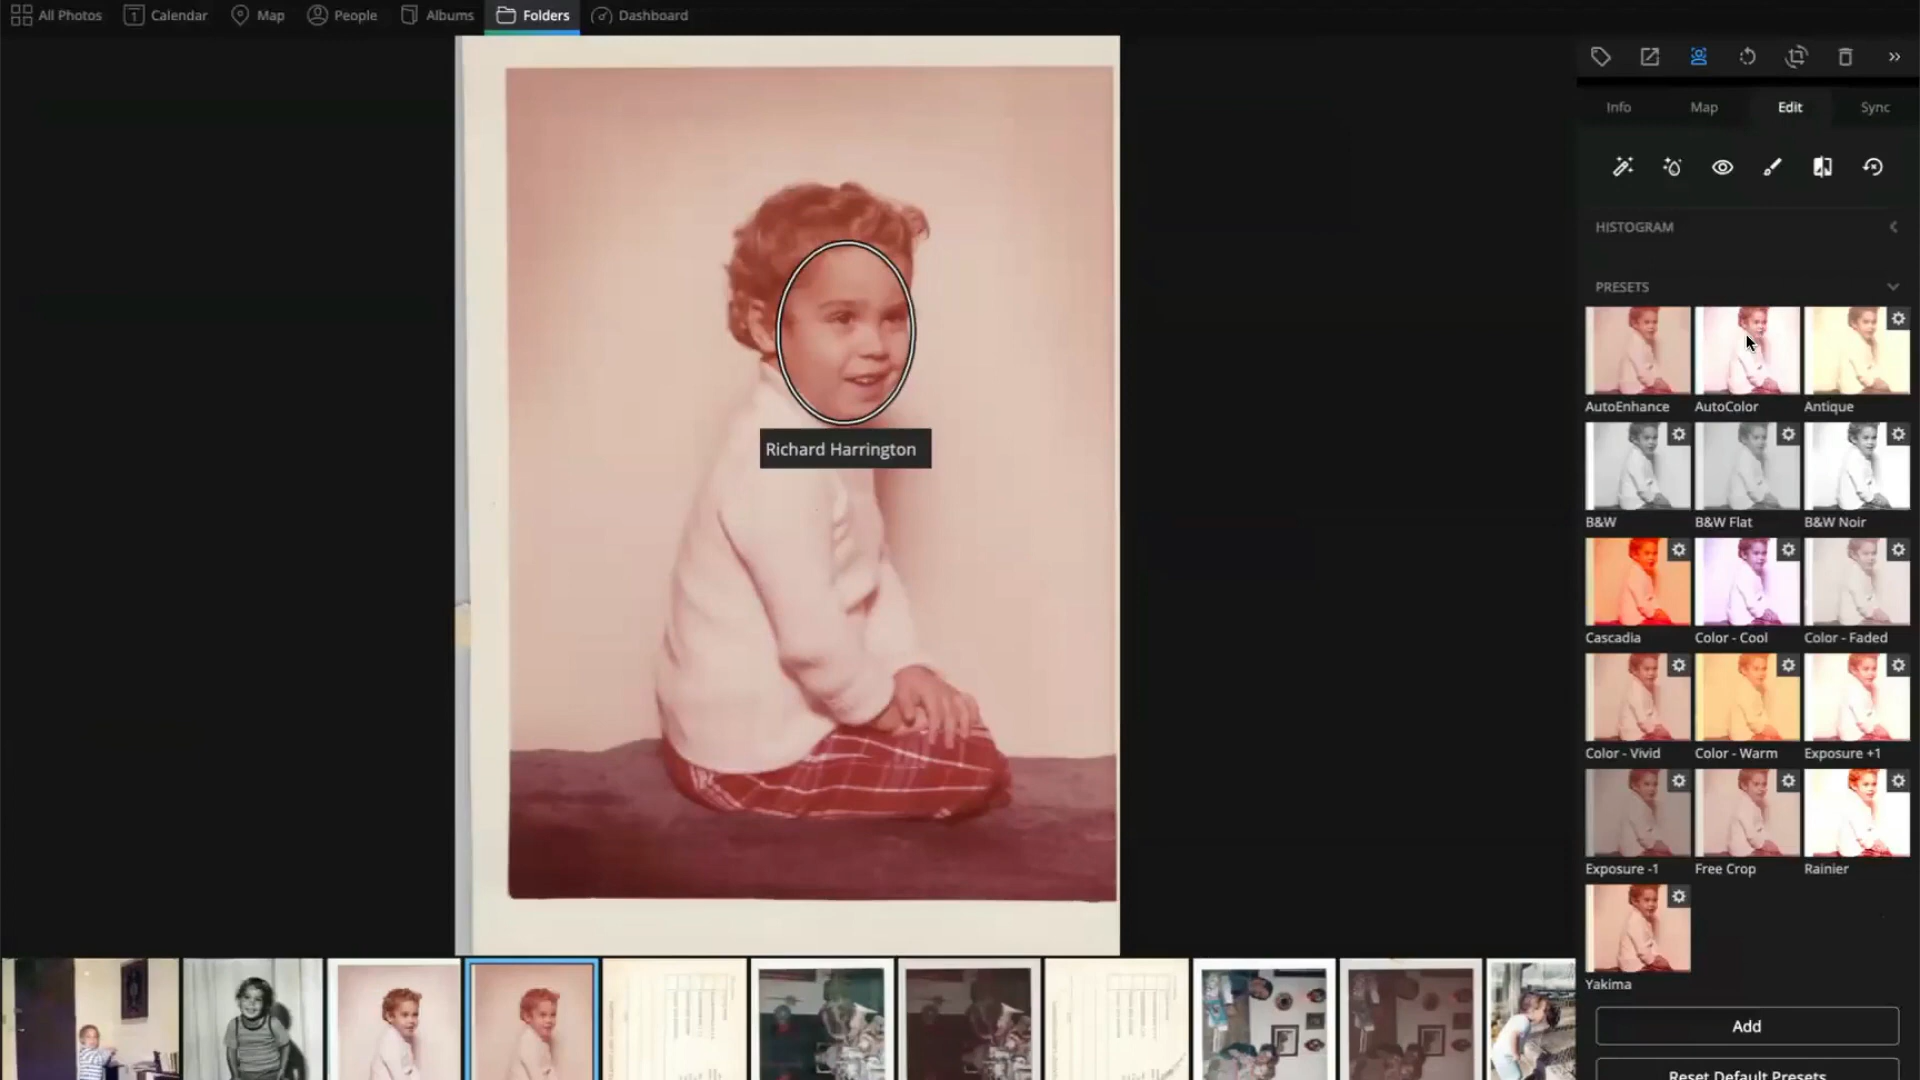 All Photos
1 Calendar
Map
People
Albums
Folders
Dashboard
Info
Map
Edit
Sync
HISTOGRAM
PRESETS
AutoEnhance
AutoColor
Antique
B&W
B&W Flat
B&W Noir
Cascadia
Color - Cool
Color - Faded
Color - Vivid
Color - Warm
Exposure +1
Exposure -1
Free Crop
Rainier
Yakima
Add
Reset Default Presets
Richard Harrington